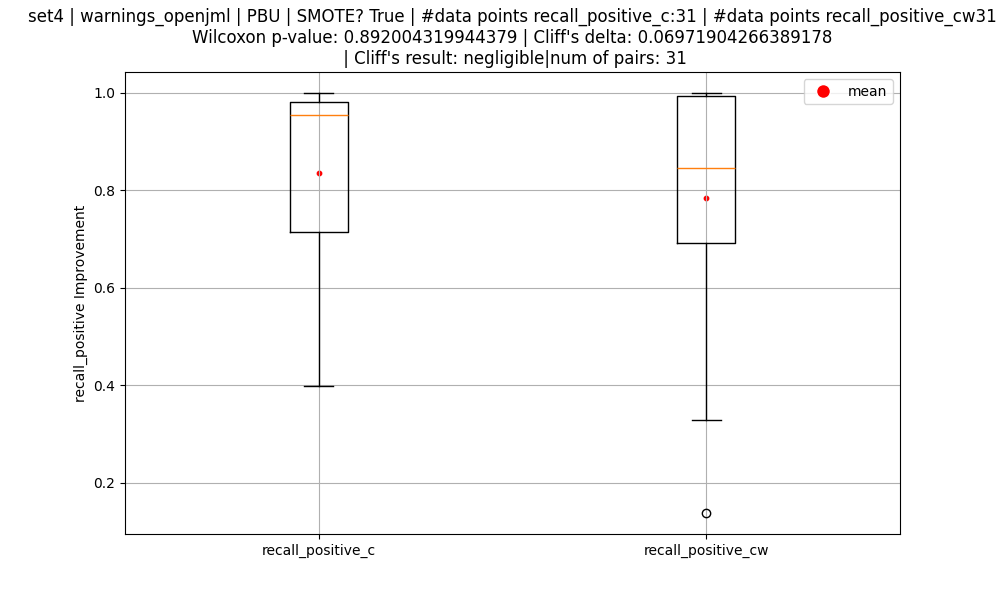 set4 | warnings_openjml | PBU | SMOTE? True | #data points recall_positive_c:31 | #data points recall_positive_cw31
Wilcoxon p-value: 0.892004319944379 | Cliff's delta: 0.06971904266389178
| Cliff's result: negligible|num of pairs: 31
mean
1.0
0.8
0.6
0.4
0.2
recall_positive Improvement
recall_positive_c
recall_positive_cw